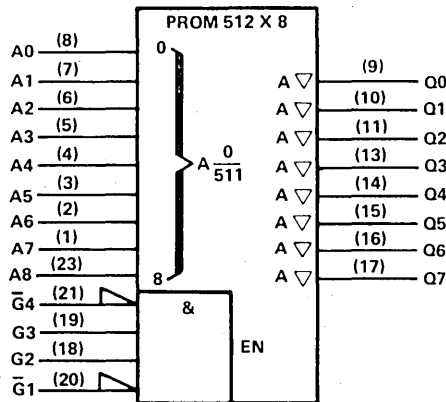 PROM 512 X 8
A0 (8) 0 A ▽ (9) Q0
A1 (7) A ▽ (10) Q1
A2 (6) A ▽ (11) Q2
A3 (5) A ▽ (13) Q3
A4 (4) A 0/511 A ▽ (14) Q4
A5 (3) A ▽ (15) Q5
A6 (2) A ▽ (16) Q6
A7 (1) A ▽ (17) Q7
A8 (23) 8
G̅4 (21) &
G3 (19)
G2 (18) EN
G̅1 (20)